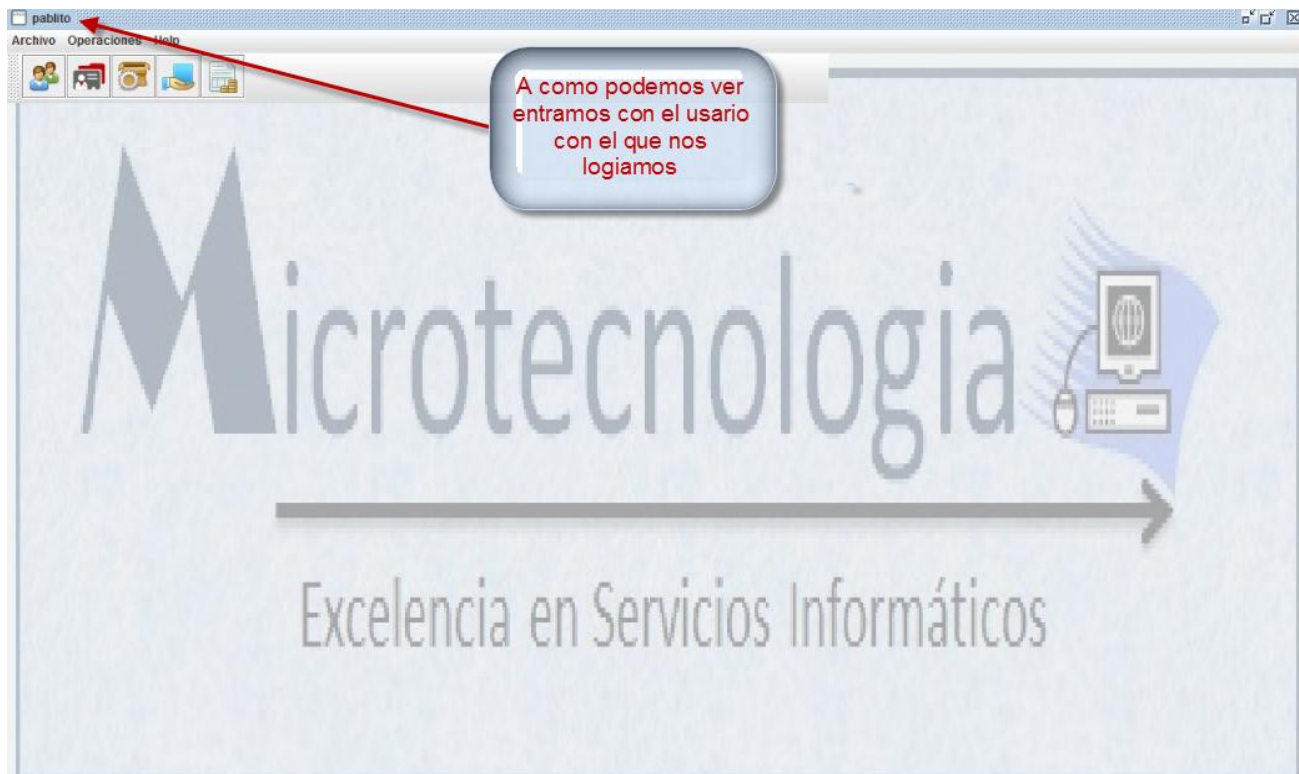 pablito
Archivo Operaciones Help
A como podemos ver
entramos con el usario
con el que nos
logiamos
Microtecnologia
Excelencia en Servicios Informáticos